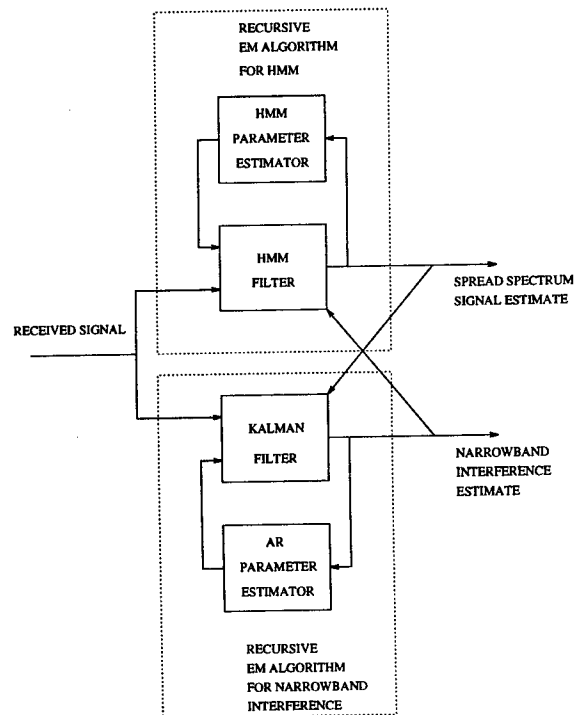 RECURSIVE
EM ALGORITHM
FOR HMM
HMM
PARAMETER
ESTIMATOR
HMM
FILTER
SPREAD SPECTRUM
SIGNAL ESTIMATE
RECEIVED SIGNAL
KALMAN
FILTER
NARROWBAND
INTERFERENCE
ESTIMATE
AR
PARAMETER
ESTIMATOR
RECURSIVE
EM ALGORITHM
FOR NARROWBAND
INTERFERENCE